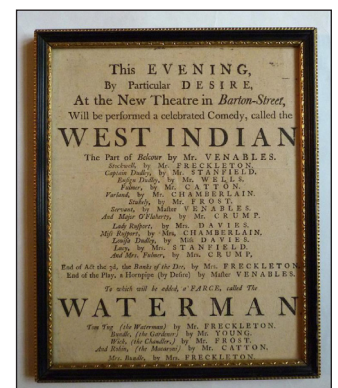 This EVENING,
By Particular DESIRE,
At the New Theatre in Barton-Street,
Will be performed a celebrated Comedy, called the
WEST INDIAN
The Part of Belcour by Mr. VENABLES.
Stockwell, by Mr. FRECKLETON.
Captain Dudley, by Mr. STANFIELD,
Ensign Dudley, by Mr. WELLS.
Fulmer, by Mr. CATTON.
Varland, by Mr. CHAMBERLAIN.
Stukely, by Mr. FROST.
Servant, by Master VENABLES.
And Major O'Flaherty, by Mr. CRUMP.
Lady Rusport, by Mrs. DAVIES.
Miss Rusport, by Mrs. CHAMBERLAIN,
Louisa Dudley, by Miss DAVIES.
Lucy, by Mrs. STANFIELD.
And Mrs. Fulmer, by Mrs. CRUMP,
End of Act the 4d, the Bucks of the Dee, by Mrs. FRECKLETON
End of the Play, a Hornpipe (by Desire) by Master VENABLES.
To which will be added, a FARCE, called The
WATERMAN
Tom Tug (the Waterman) by Mr. FRECKLETON.
Bundle, (the Gardener) by Mr. YOUNG.
Wick, (the Chandler,) by Mr. FROST.
And Robin, (the Macaroni) by Mr. CATTON.
Mrs. Bundle, by Mrs. FRECKLETON.